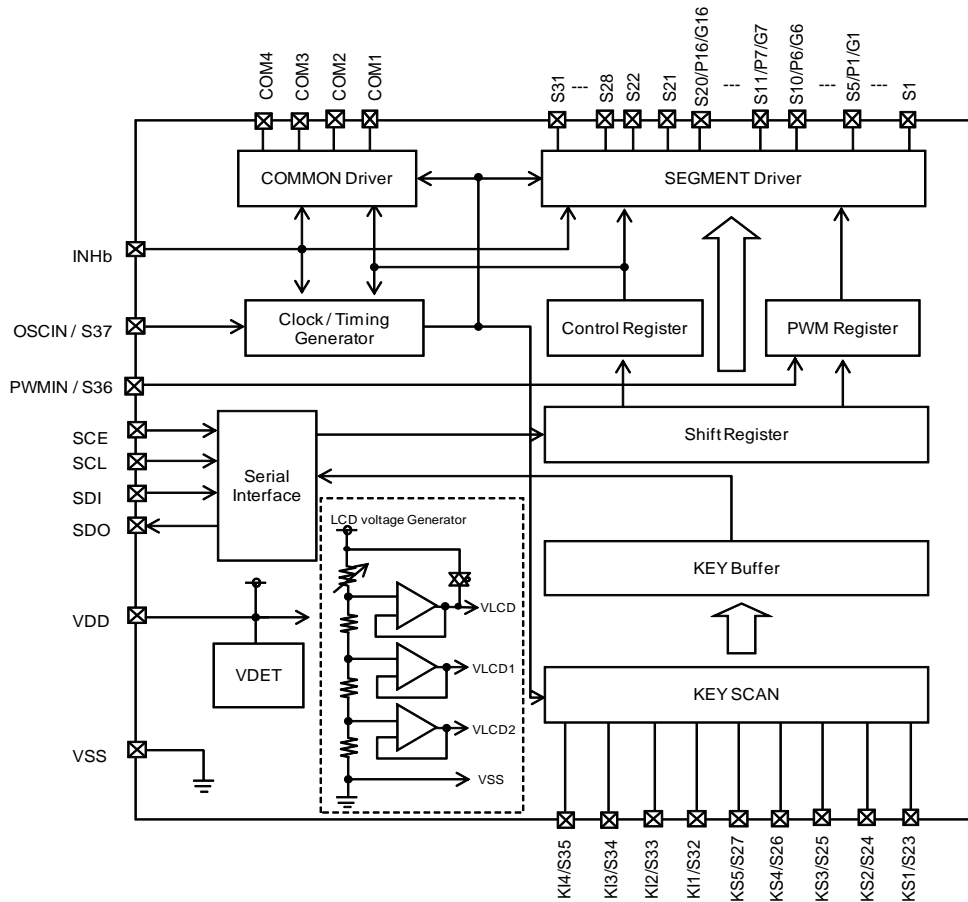 COM4
COM3
COM2
COM1
S31
---
S28
S22
S21
S20/P16/G16
---
S11/P7/G7
S10/P6/G6
---
S5/P1/G1
---
S1
COMMON Driver
SEGMENT Driver
INHb
OSCIN / S37
Clock / Timing
Generator
Control Register
PWM Register
PWMIN / S36
SCE
SCL
SDI
SDO
Serial
Interface
Shift Register
LCD voltage Generator
KEY Buffer
VLCD
VDD
VDET
VLCD1
KEY SCAN
VLCD2
VSS
VSS
KI4/S35
KI3/S34
KI2/S33
KI1/S32
KS5/S27
KS4/S26
KS3/S25
KS2/S24
KS1/S23